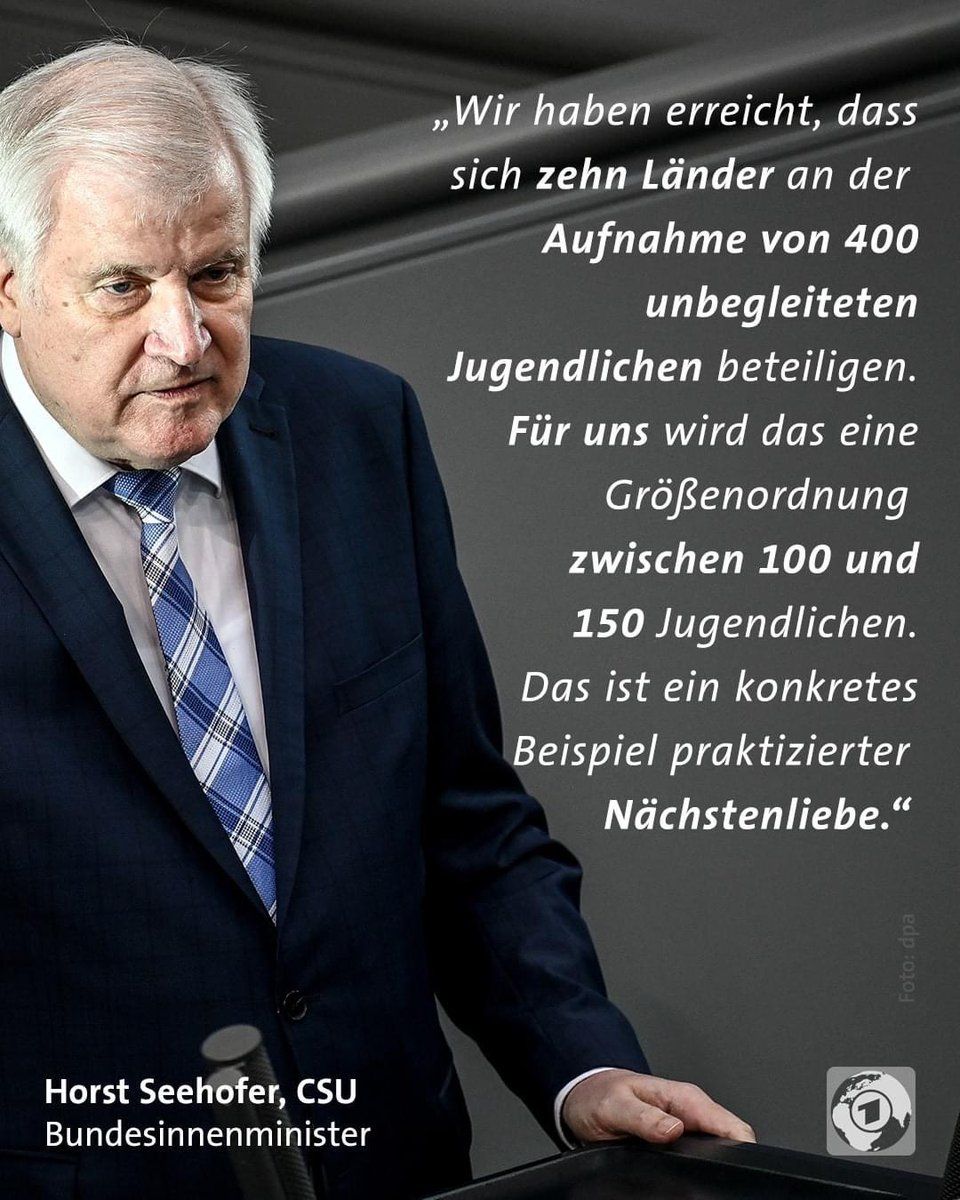 „Wir haben erreicht, dass
sich zehn Länder an der
Aufnahme von 400
unbegleiteten
Jugendlichen beteiligen.
Für uns wird das eine
Größenordnung
zwischen 100 und
150 Jugendlichen.
Das ist ein konkretes
Beispiel praktizierter
Nächstenliebe.“
Foto: dpa
Horst Seehofer, CSU
Bundesinnenminister
1